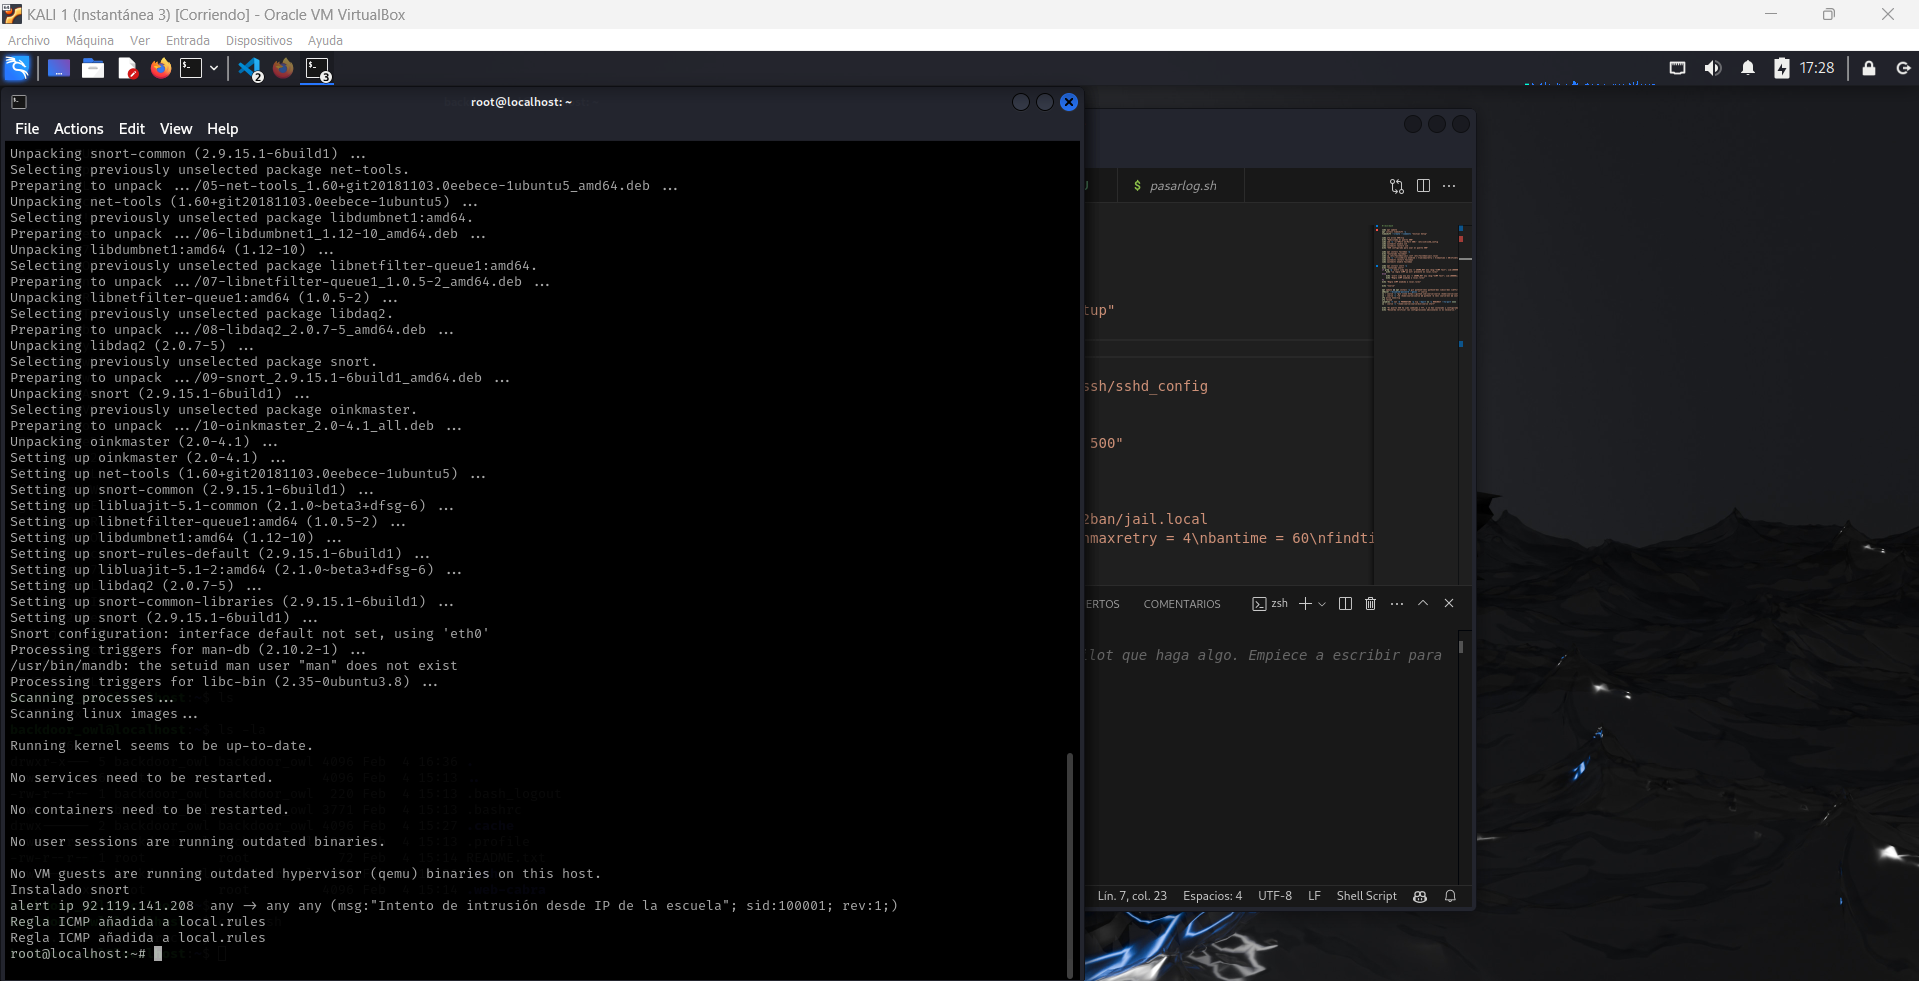 KALI 1 (Instantánea 3) [Corriendo] - Oracle VM VirtualBox
Archivo Máquina Ver Entrada Dispositivos Ayuda
2 3 17:28
root@localhost: ~
File Actions Edit View Help
Unpacking snort-common (2.9.15.1-6build1) ...
Selecting previously unselected package net-tools.
Preparing to unpack .../05-net-tools_1.60+git20181103.0eebece-1ubuntu5_amd64.deb ...
Unpacking net-tools (1.60+git20181103.0eebece-1ubuntu5) ...
Selecting previously unselected package libdumbnet1:amd64.
Preparing to unpack .../06-libdumbnet1_1.12-10_amd64.deb ...
Unpacking libdumbnet1:amd64 (1.12-10) ...
Selecting previously unselected package libnetfilter-queue1:amd64.
Preparing to unpack .../07-libnetfilter-queue1_1.0.5-2_amd64.deb ...
Unpacking libnetfilter-queue1:amd64 (1.0.5-2) ...
Selecting previously unselected package libdaq2.
Preparing to unpack .../08-libdaq2_2.0.7-5_amd64.deb ...
Unpacking libdaq2 (2.0.7-5) ...
Selecting previously unselected package snort.
Preparing to unpack .../09-snort_2.9.15.1-6build1_amd64.deb ...
Unpacking snort (2.9.15.1-6build1) ...
Selecting previously unselected package oinkmaster.
Preparing to unpack .../10-oinkmaster_2.0-4.1_all.deb ...
Unpacking oinkmaster (2.0-4.1) ...
Setting up oinkmaster (2.0-4.1) ...
Setting up net-tools (1.60+git20181103.0eebece-1ubuntu5) ...
Setting up snort-common (2.9.15.1-6build1) ...
Setting up libluajit-5.1-common (2.1.0~beta3+dfsg-6) ...
Setting up libnetfilter-queue1:amd64 (1.0.5-2) ...
Setting up libdumbnet1:amd64 (1.12-10) ...
Setting up snort-rules-default (2.9.15.1-6build1) ...
Setting up libluajit-5.1-2:amd64 (2.1.0~beta3+dfsg-6) ...
Setting up libdaq2 (2.0.7-5) ...
Setting up snort-common-libraries (2.9.15.1-6build1) ...
Setting up snort (2.9.15.1-6build1) ...
Snort configuration: interface default not set, using 'eth0'
Processing triggers for man-db (2.10.2-1) ...
/usr/bin/mandb: the setuid man user "man" does not exist
Processing triggers for libc-bin (2.35-0ubuntu3.8) ...
Scanning processes...
Scanning linux images...
Running kernel seems to be up-to-date.
No services need to be restarted.
No containers need to be restarted.
No user sessions are running outdated binaries.
No VM guests are running outdated hypervisor (qemu) binaries on this host.
Instalado snort
alert ip 92.119.141.208  any -> any any (msg:"Intento de intrusión desde IP de la escuela"; sid:100001; rev:1;)
Regla ICMP añadida a local.rules
Regla ICMP añadida a local.rules
root@localhost:~#
$ pasarlog.sh
tup"
ssh/sshd_config
500"
2ban/jail.local
nmaxretry = 4\nbantime = 60\nfindti
ERTOS COMENTARIOS zsh
ilot que haga algo. Empiece a escribir para
Lín. 7, col. 23 Espacios: 4 UTF-8 LF Shell Script